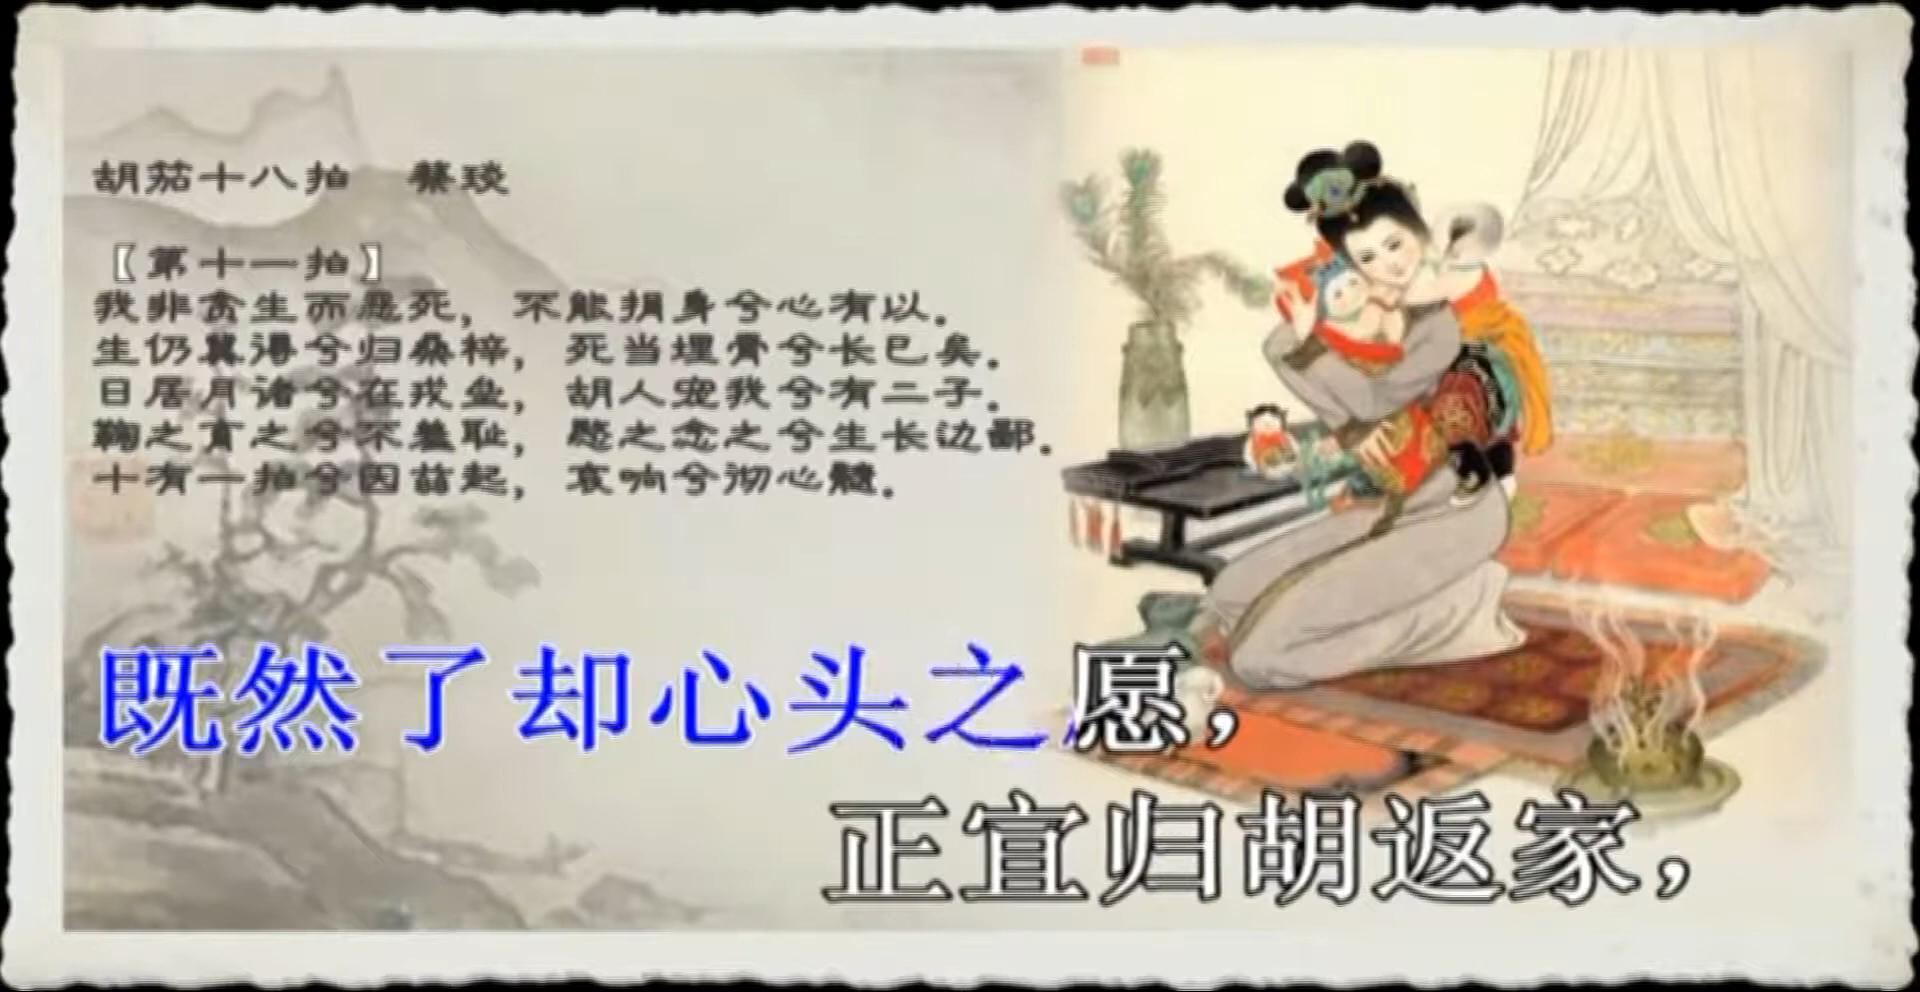 胡笳十八拍 蔡琰
【第十一拍】
我非贪生而恶死，不能捐身兮心有以。
生仍冀得兮归桑梓，死当埋骨兮长已矣。
日居月诸兮在戎垒，胡人宠我兮有二子。
鞠之育之兮不羞耻，愍之念之兮生长边鄙。
十有一拍兮因兹起，哀响兮彻心髓。
既然了却心头之愿，
正宜归胡返家，